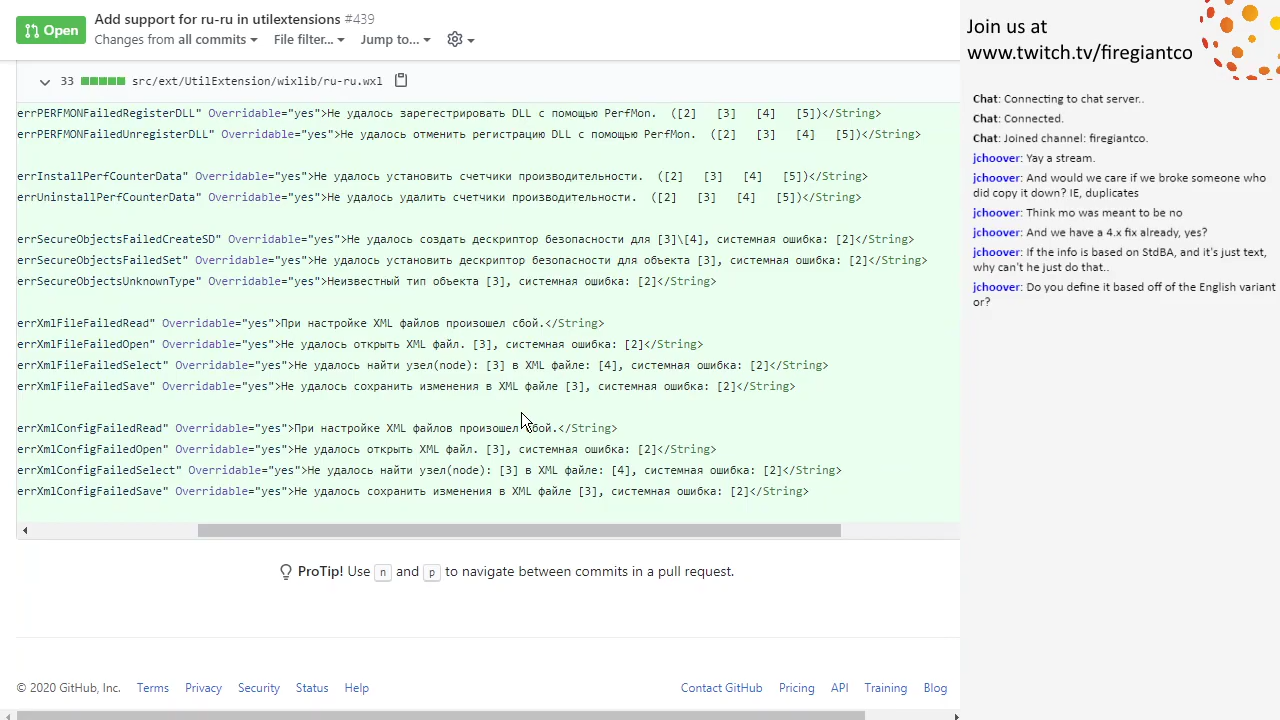 Add support for ru-ru in utilextensions #439
Open
Changes from all commits File filter... Jump to...
33 src/ext/UtilExtension/wixlib/ru-ru.wxl
errPERFMONFailedRegisterDLL" Overridable="yes">Не удалось зарегестрировать DLL с помощью PerfMon. ([2] [3] [4] [5])</String>
errPERFMONFailedUnregisterDLL" Overridable="yes">Не удалось отменить регистрацию DLL с помощью PerfMon. ([2] [3] [4] [5])</String>
errInstallPerfCounterData" Overridable="yes">Не удалось установить счетчики производительности. ([2] [3] [4] [5])</String>
errUninstallPerfCounterData" Overridable="yes">Не удалось удалить счетчики производительности. ([2] [3] [4] [5])</String>
errSecureObjectsFailedCreateSD" Overridable="yes">Не удалось создать дескриптор безопасности для [3]\[4], системная ошибка: [2]</String>
errSecureObjectsFailedSet" Overridable="yes">Не удалось установить дескриптор безопасности для объекта [3], системная ошибка: [2]</String>
errSecureObjectsUnknownType" Overridable="yes">Неизвестный тип объекта [3], системная ошибка: [2]</String>
errXmlFileFailedRead" Overridable="yes">При настройке XML файлов произошел сбой.</String>
errXmlFileFailedOpen" Overridable="yes">Не удалось открыть XML файл. [3], системная ошибка: [2]</String>
errXmlFileFailedSelect" Overridable="yes">Не удалось найти узел(node): [3] в XML файле: [4], системная ошибка: [2]</String>
errXmlFileFailedSave" Overridable="yes">Не удалось сохранить изменения в XML файле [3], системная ошибка: [2]</String>
errXmlConfigFailedRead" Overridable="yes">При настройке XML файлов произошел сбой.</String>
errXmlConfigFailedOpen" Overridable="yes">Не удалось открыть XML файл. [3], системная ошибка: [2]</String>
errXmlConfigFailedSelect" Overridable="yes">Не удалось найти узел(node): [3] в XML файле: [4], системная ошибка: [2]</String>
errXmlConfigFailedSave" Overridable="yes">Не удалось сохранить изменения в XML файле [3], системная ошибка: [2]</String>
ProTip! Use n and p to navigate between commits in a pull request.
© 2020 GitHub, Inc. Terms Privacy Security Status Help Contact GitHub Pricing API Training Blog
Join us at
www.twitch.tv/firegiantco
Chat: Connecting to chat server..
Chat: Connected.
Chat: Joined channel: firegiantco.
jchoover: Yay a stream.
jchoover: And would we care if we broke someone who
did copy it down? IE, duplicates
jchoover: Think mo was meant to be no
jchoover: And we have a 4.x fix already, yes?
jchoover: If the info is based on StdBA, and it's just text,
why can't he just do that..
jchoover: Do you define it based off of the English variant
or?